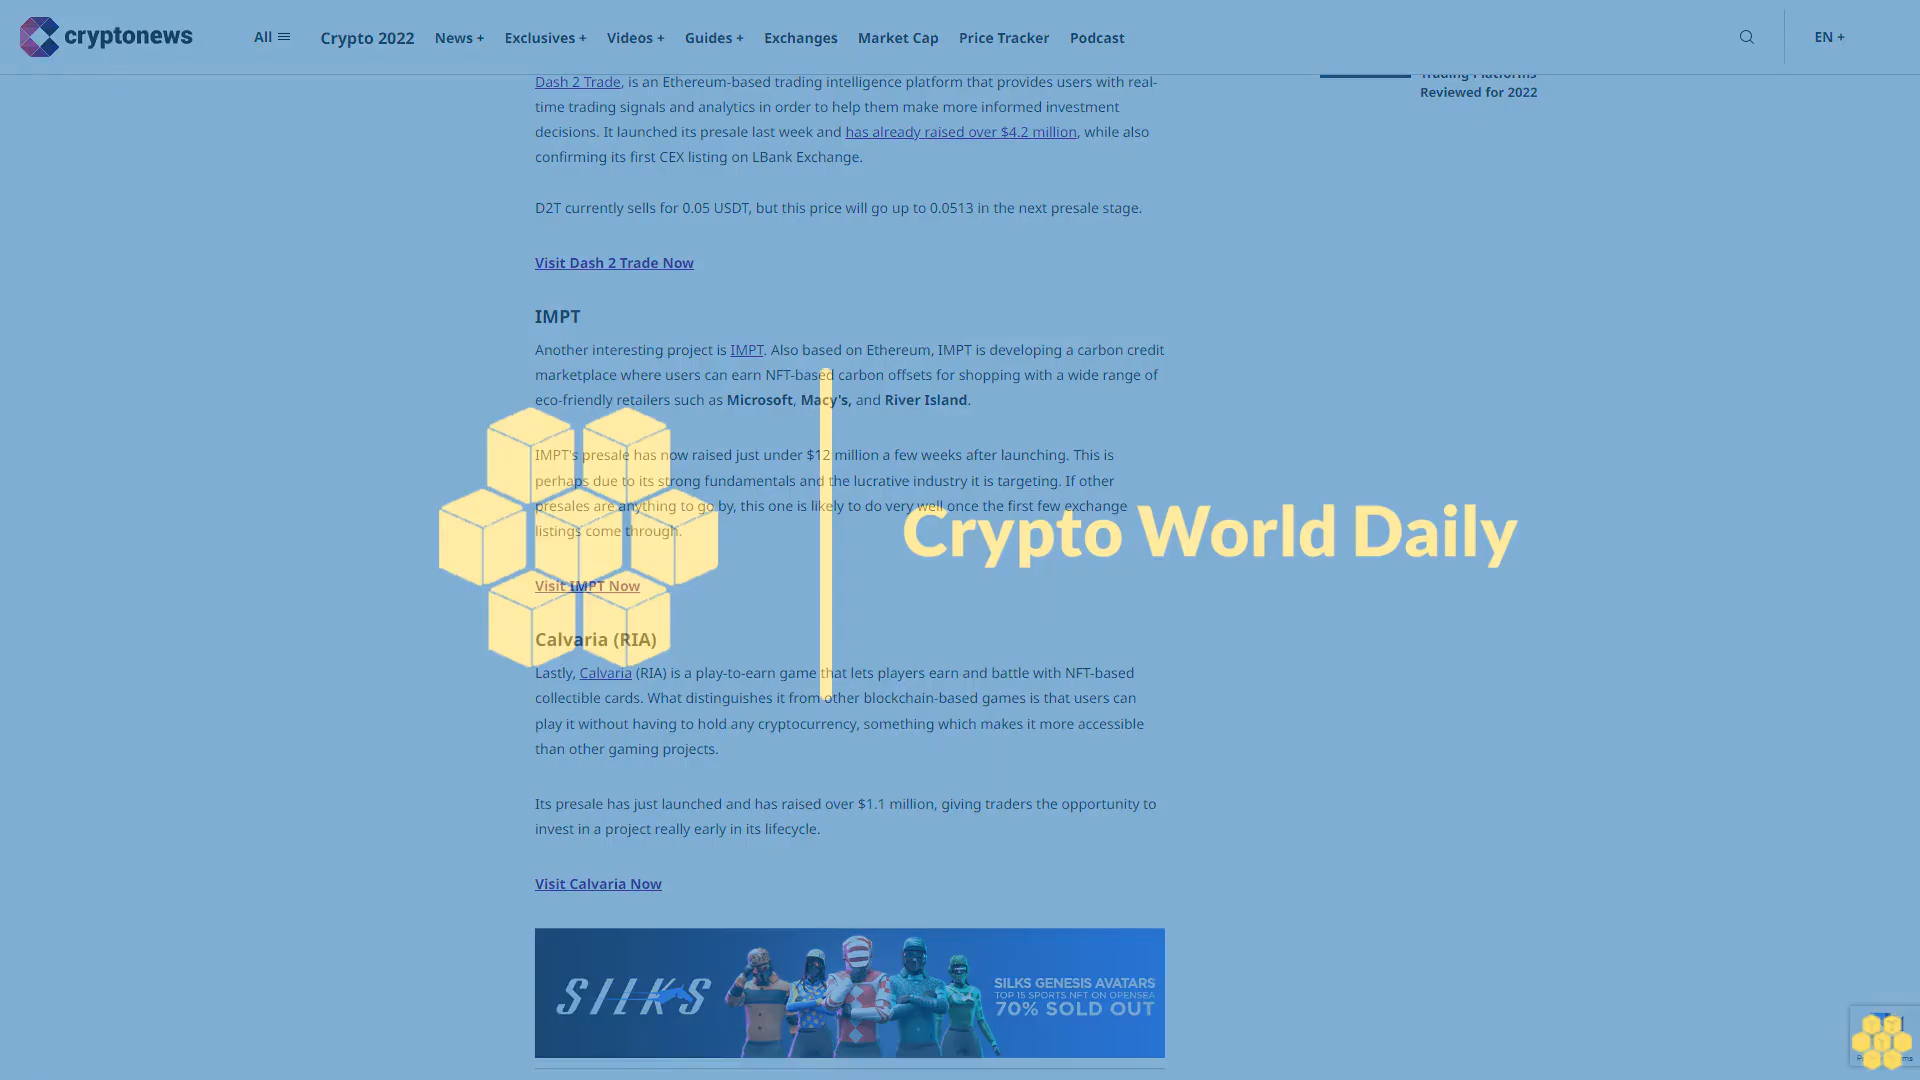 cryptonews
All
Crypto 2022
News +
Exclusives +
Videos +
Guides +
Exchanges
Market Cap
Price Tracker
Podcast
EN +
Trading Platforms
Reviewed for 2022
Dash 2 Trade, is an Ethereum-based trading intelligence platform that provides users with real-
time trading signals and analytics in order to help them make more informed investment
decisions. It launched its presale last week and has already raised over $4.2 million, while also
confirming its first CEX listing on LBank Exchange.
D2T currently sells for 0.05 USDT, but this price will go up to 0.0513 in the next presale stage.
Visit Dash 2 Trade Now
IMPT
Another interesting project is IMPT. Also based on Ethereum, IMPT is developing a carbon credit
marketplace where users can earn NFT-based carbon offsets for shopping with a wide range of
eco-friendly retailers such as Microsoft, Macy's, and River Island.
IMPT's presale has now raised just under $12 million a few weeks after launching. This is
perhaps due to its strong fundamentals and the lucrative industry it is targeting. If other
presales are anything to go by, this one is likely to do very well once the first few exchange
listings come through.
Crypto World Daily
Visit IMPT Now
Calvaria (RIA)
Lastly, Calvaria (RIA) is a play-to-earn game that lets players earn and battle with NFT-based
collectible cards. What distinguishes it from other blockchain-based games is that users can
play it without having to hold any cryptocurrency, something which makes it more accessible
than other gaming projects.
Its presale has just launched and has raised over $1.1 million, giving traders the opportunity to
invest in a project really early in its lifecycle.
Visit Calvaria Now
SILKS
SILKS GENESIS AVATARS
TOP 15 SPORTS NFT ON OPENSEA
70% SOLD OUT